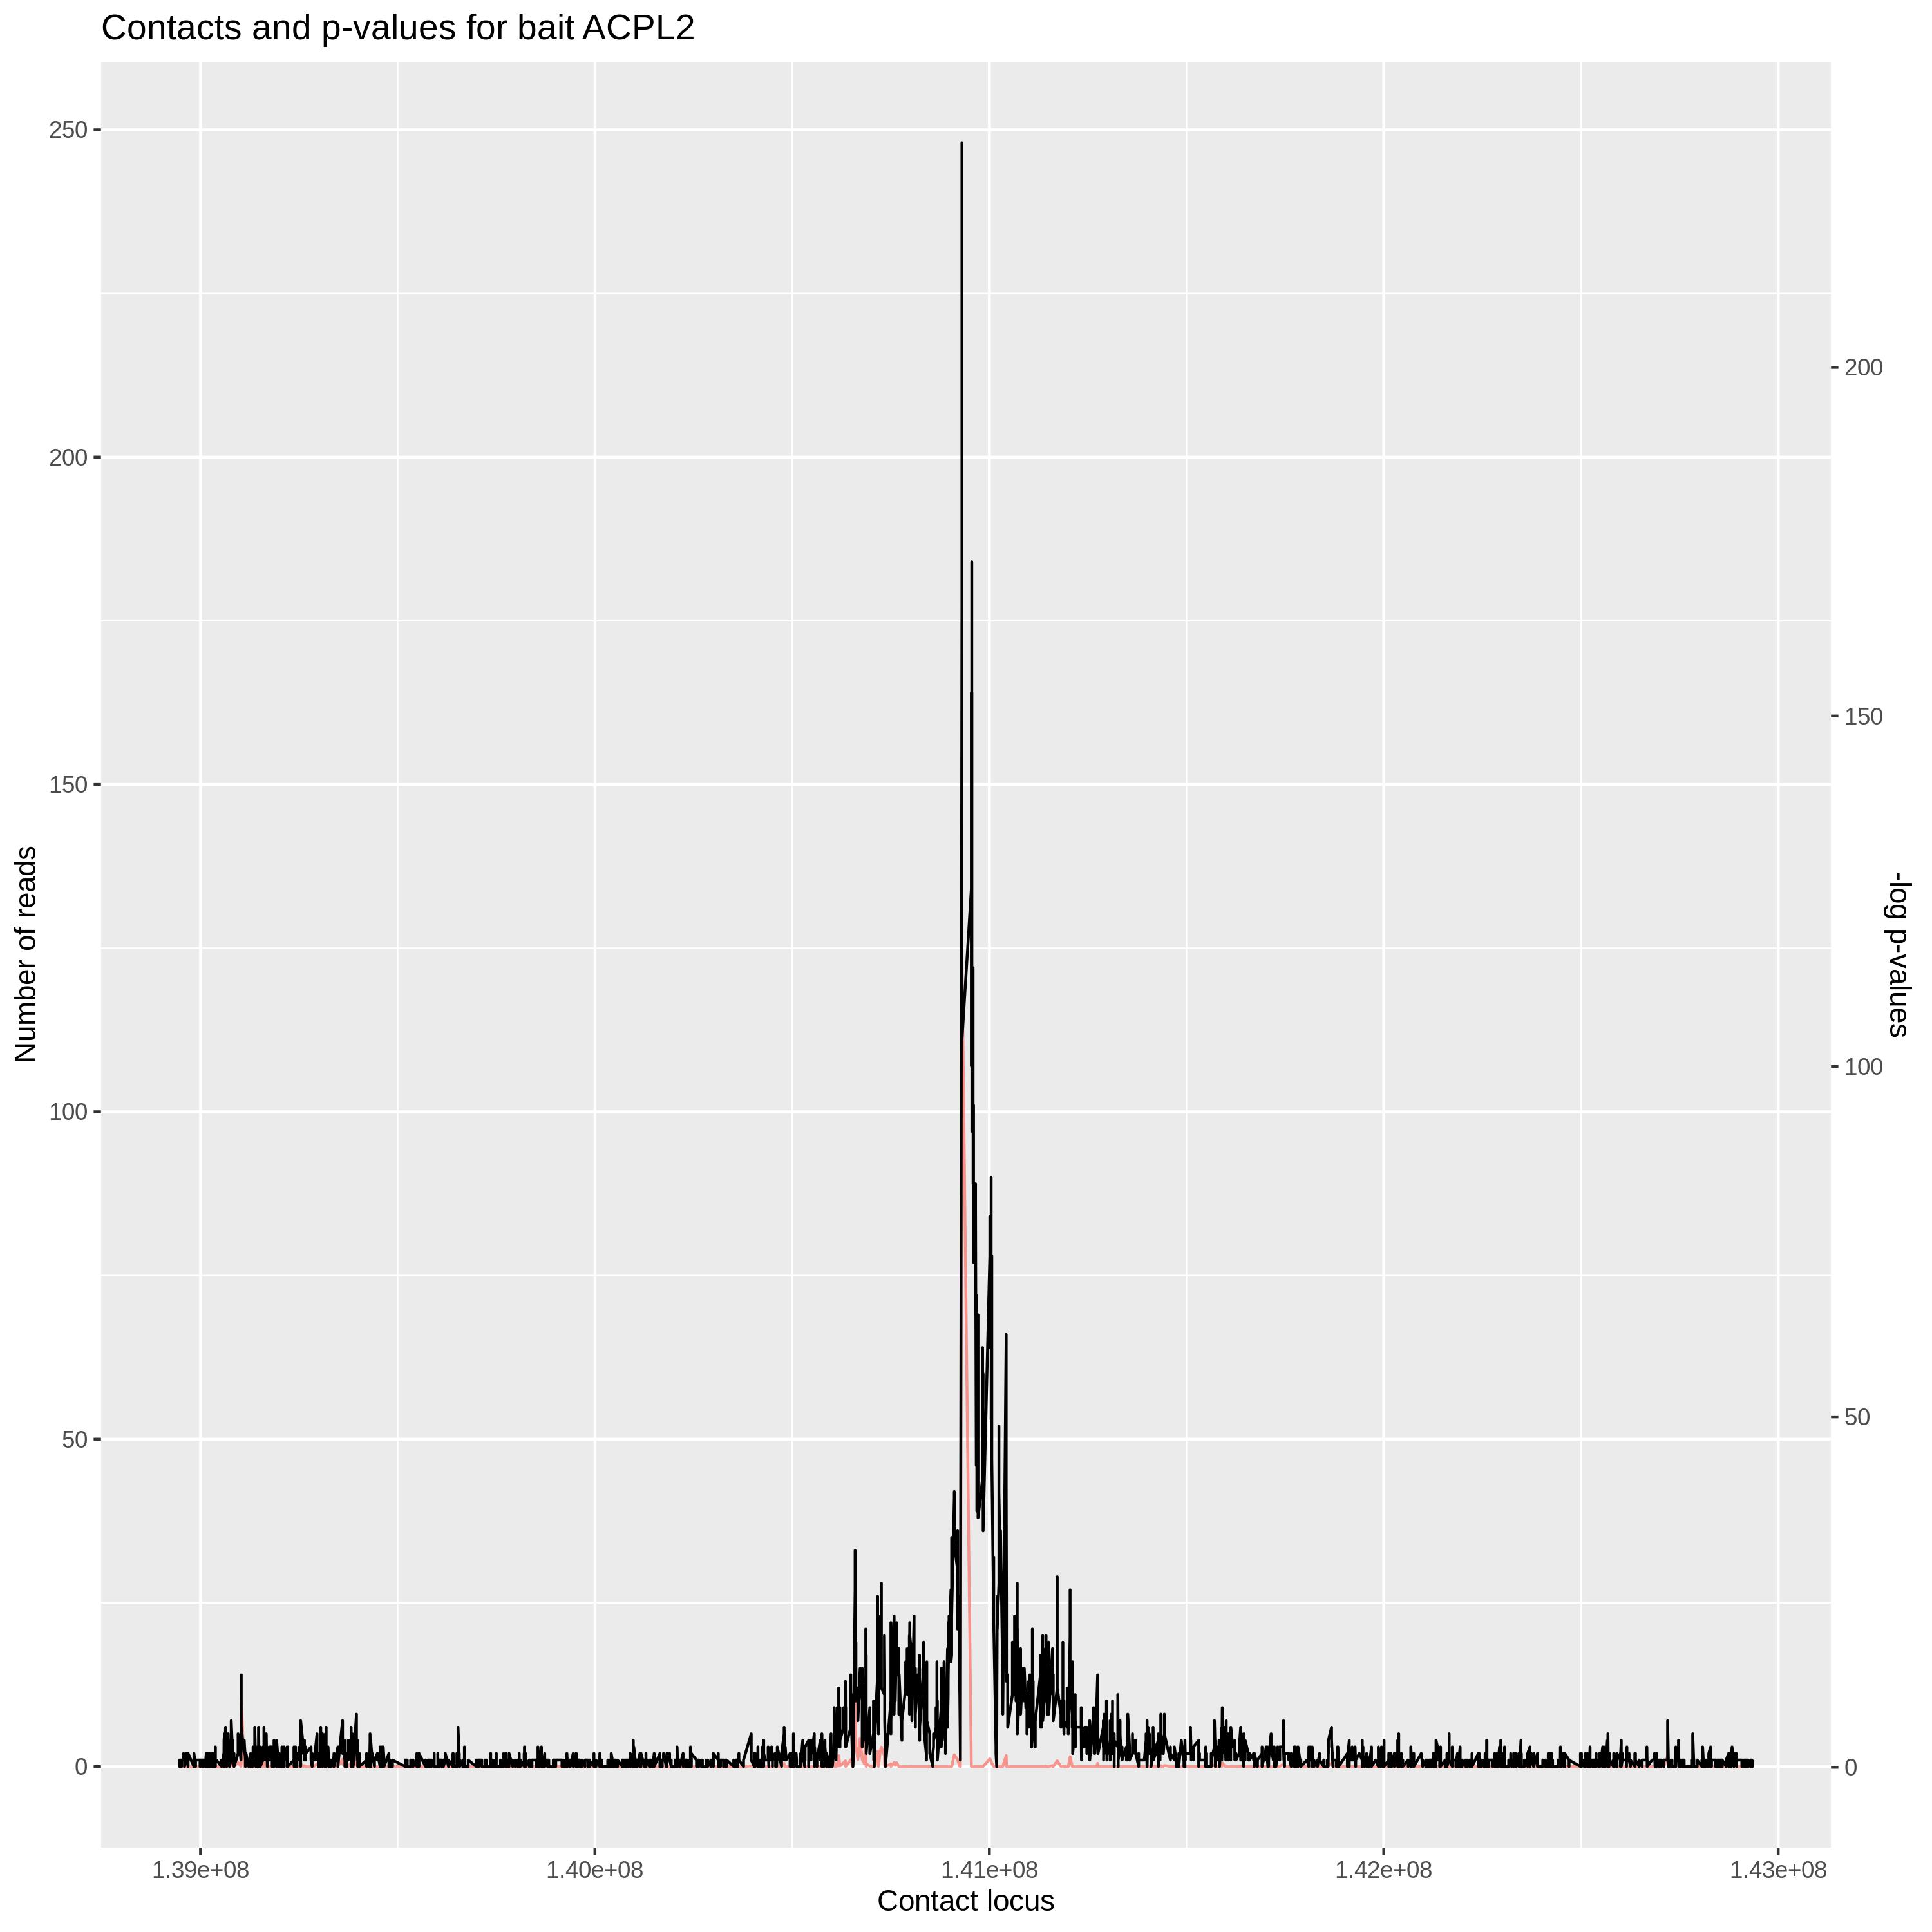 Contacts and p-values for bait ACPL2
250
200
150
100
50
0
Number of reads
200
150
100
50
0
-log p-values
1.39e+08
1.40e+08
1.41e+08
1.42e+08
1.43e+08
Contact locus